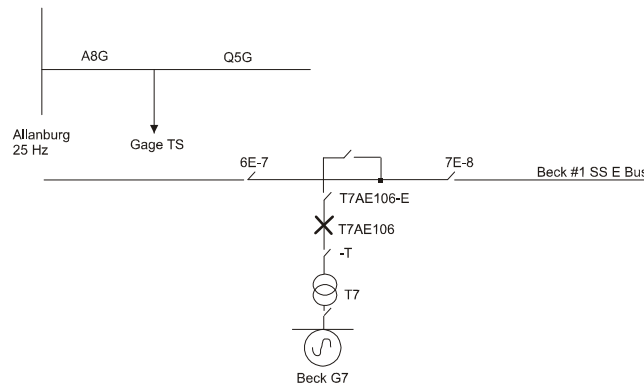 A8G
Q5G
Allanburg
25 Hz
Gage TS
6E-7
7E-8
Beck #1 SS E Bus
T7AE106-E
T7AE106
-T
T7
Beck G7